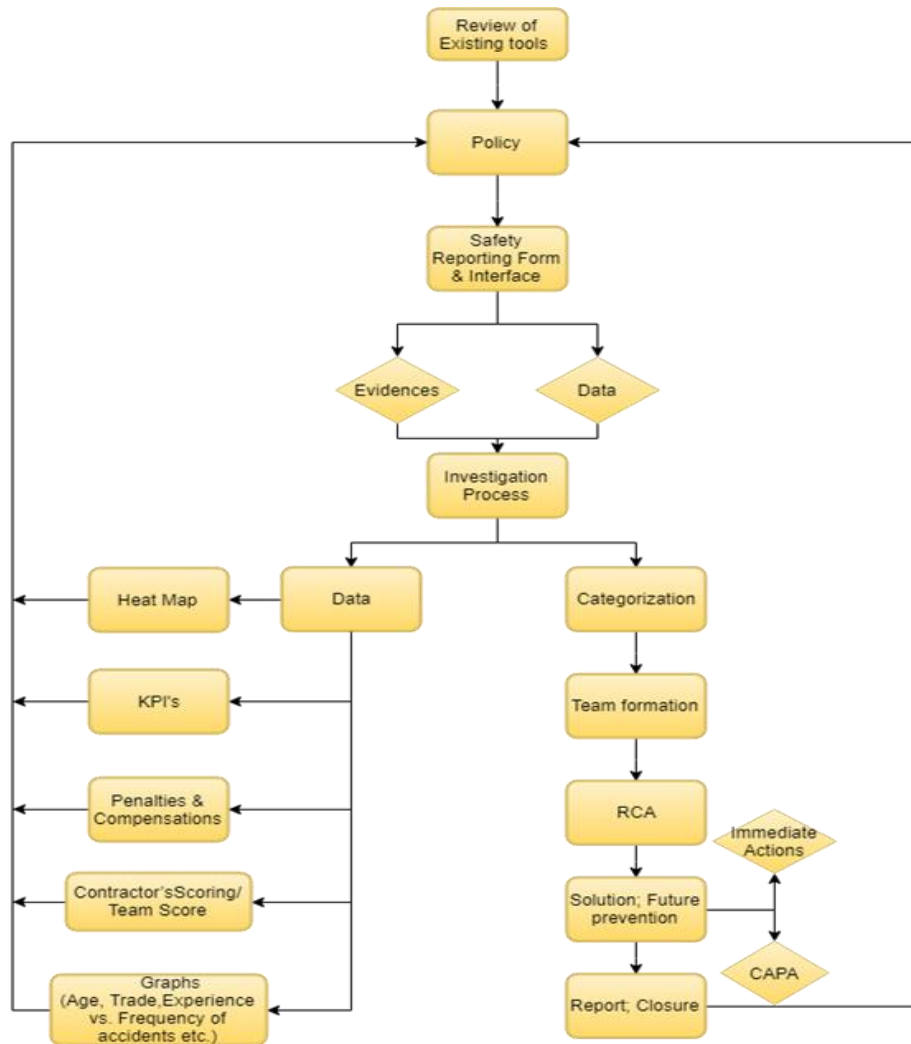 Review of
Existing tools
Policy
Safety
Reporting Form
& Interface
Evidences
Data
Investigation
Process
Heat Map
Data
Categorization
KPI's
Team formation
Penalties &
Compensations
RCA
Immediate
Actions
Contractor'sScoring/
Team Score
Solution; Future
prevention
CAPA
Graphs
(Age, Trade,Experience
vs. Frequency of
accidents etc.)
Report; Closure